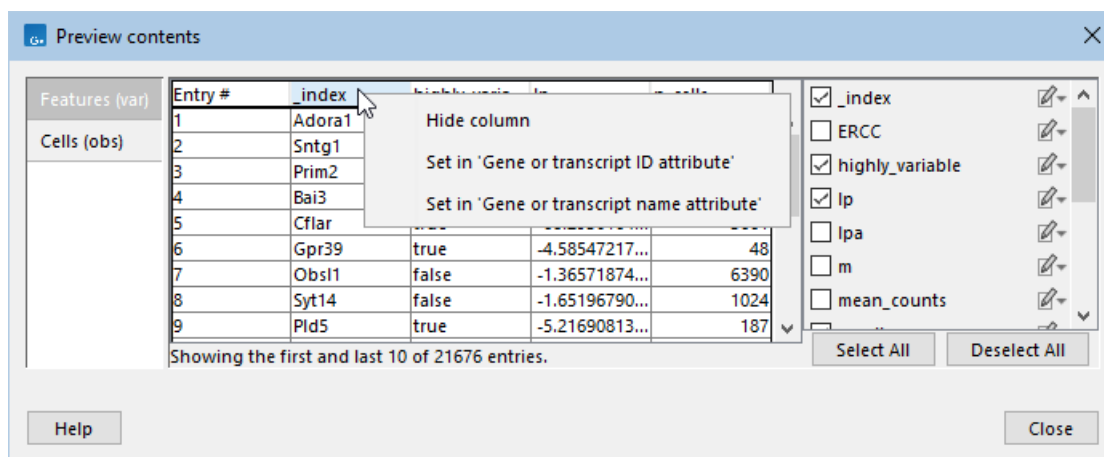 G.
Preview contents
Features (var)
Cells (obs)
Entry # _index
1 Adora1
2 Sntg1
3 Prim2
4 Bai3
5 Cflar
6 Gpr39 true -4.58547217... 48
7 Obsl1 false -1.36571874... 6390
8 Syt14 false -1.65196790... 1024
9 Pld5 true -5.21690813... 187
Hide column
Set in 'Gene or transcript ID attribute'
Set in 'Gene or transcript name attribute'
Showing the first and last 10 of 21676 entries.
_index
ERCC
highly_variable
lp
lpa
m
mean_counts
Select All Deselect All
Help Close